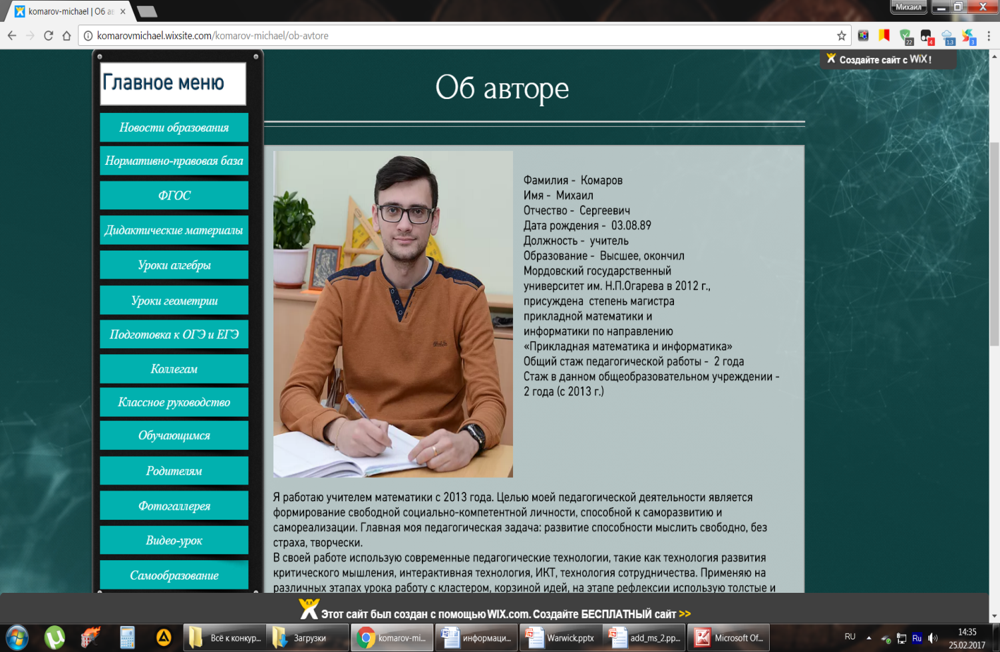 komarov-michael | Об ав
Михаил
komarovmichael.wixsite.com/komarov-michael/ob-avtore
22
4
1.3
3
Создайте сайт с WiX !
Главное меню
Новости образования
Нормативно-правовая база
ФГОС
Дидактические материалы
Уроки алгебры
Уроки геометрии
Подготовка к ОГЭ и ЕГЭ
Коллегам
Классное руководство
Обучающимся
Родителям
Фотогаллерея
Видео-урок
Самообразование
Об авторе
Фамилия - Комаров
Имя - Михаил
Отчество - Сергеевич
Дата рождения - 03.08.89
Должность - учитель
Образование - Высшее, окончил
Мордовский государственный
университет им. Н.П.Огарева в 2012 г.,
присуждена степень магистра
прикладной математики и
информатики по направлению
«Прикладная математика и информатика»
Общий стаж педагогической работы - 2 года
Стаж в данном общеобразовательном учреждении -
2 года (с 2013 г.)
Я работаю учителем математики с 2013 года. Целью моей педагогической деятельности является
формирование свободной социально-компетентной личности, способной к саморазвитию и
самореализации. Главная моя педагогическая задача: развитие способности мыслить свободно, без
страха, творчески.
В своей работе использую современные педагогические технологии, такие как технология развития
критического мышления, интерактивная технология, ИКТ, технология сотрудничества. Применяю на
различных этапах урока работу с кластером, корзиной идей, на этапе рефлексии использую толстые и
Этот сайт был создан с помощью WIX.com. Создайте БЕСПЛАТНЫЙ сайт >>
Всё к конкур...
Загрузки
komarov-mi...
информаци...
Warwick.pptx
add_ms_2.pp...
Microsoft Of...
RU
Ru
14:35
25.02.2017